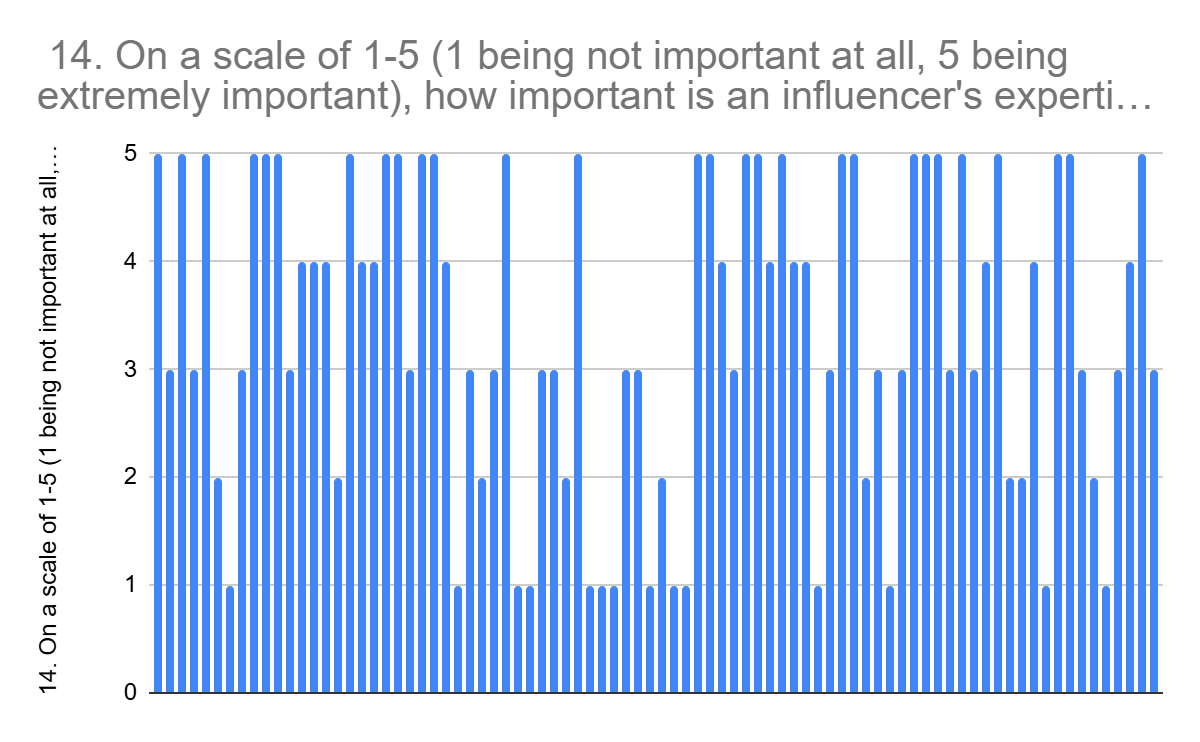 14. On a scale of 1-5 (1 being not important at all, 5 being
extremely important), how important is an influencer's experti…
14. On a scale of 1-5 (1 being not important at all,…
5
4
3
2
1
0